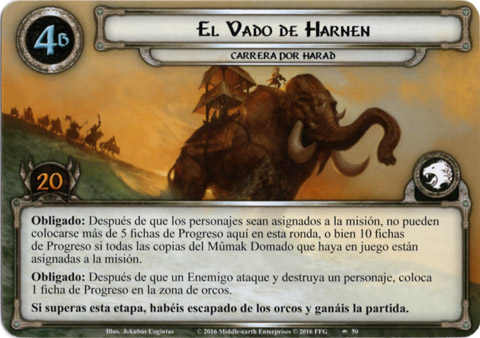 4B
El Vado de Harnen
Carrera por Harad
20
Obligado: Después de que los personajes sean asignados a la misión, no pueden
colocarse más de 5 fichas de Progreso aquí en esta ronda, o bien 10 fichas
de Progreso si todas las copias del Mûmak Domado que haya en juego están
asignadas a la misión.
Obligado: Después de que un Enemigo ataque y destruya un personaje, coloca
1 ficha de Progreso en la zona de orcos.
Si superas esta etapa, habéis escapado de los orcos y ganáis la partida.
Illus. Jokubas Uogintas © 2016 Middle-earth Enterprises © 2016 FFG 50